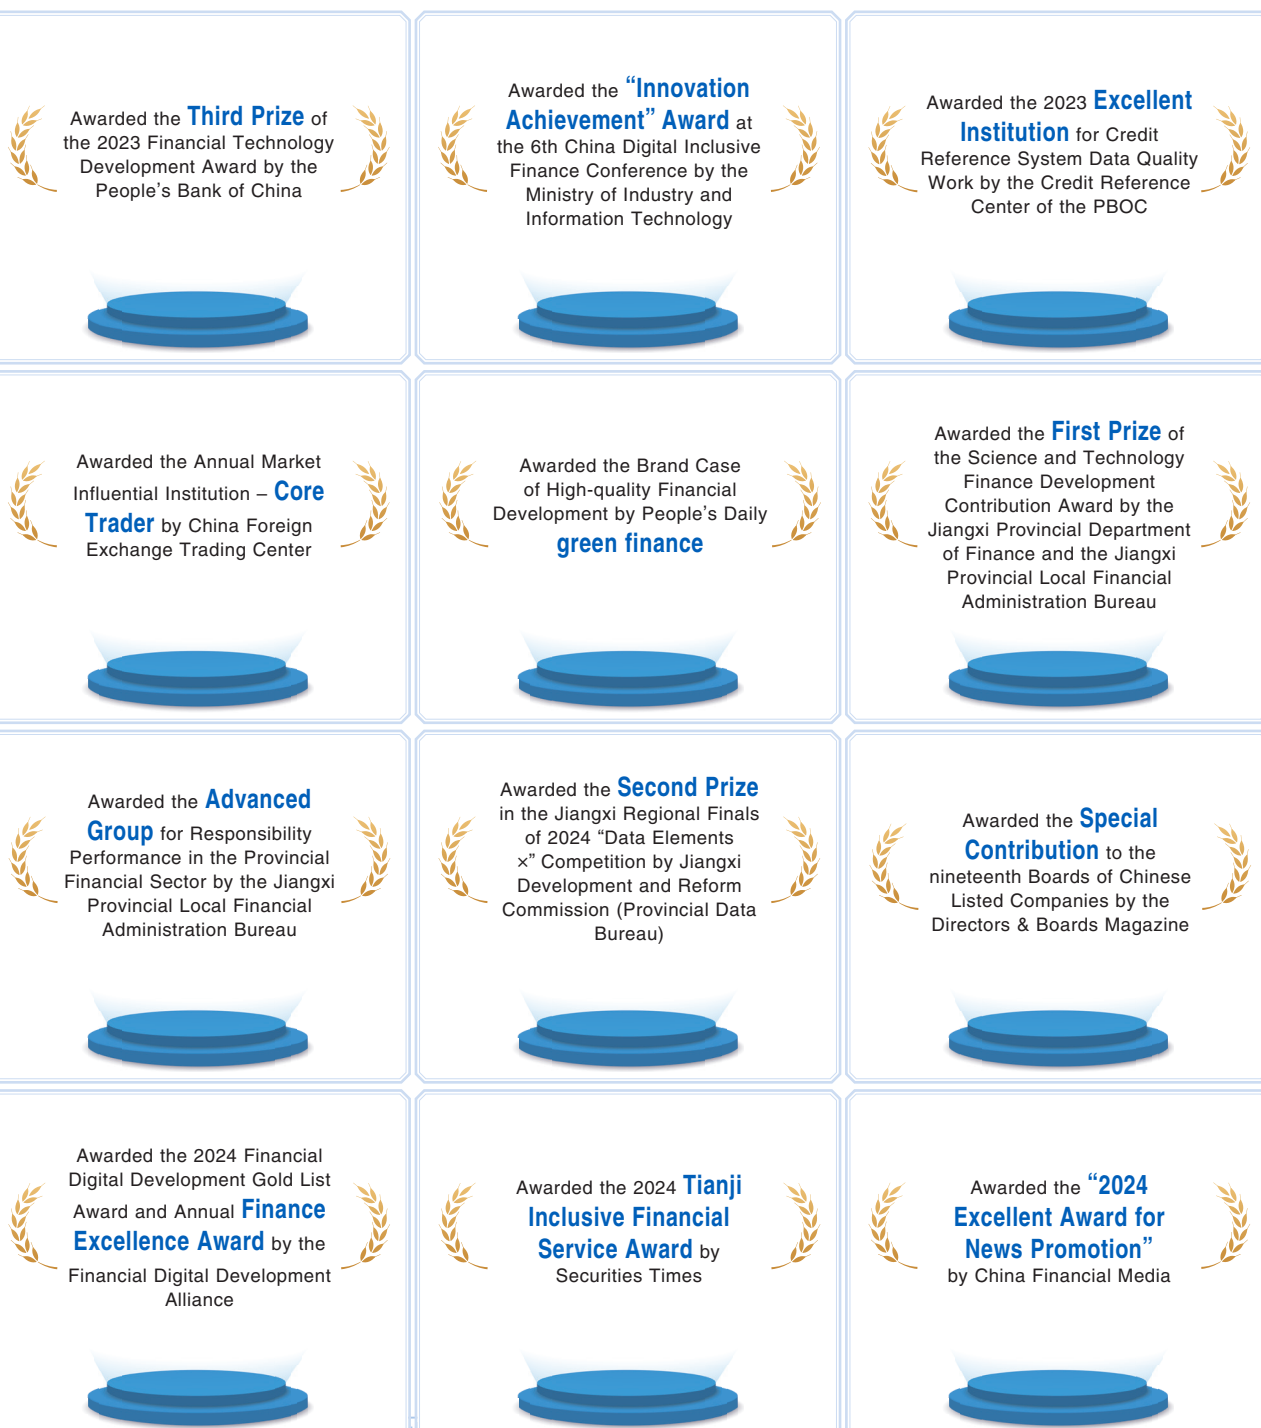 Awarded the Third Prize of
the 2023 Financial Technology
Development Award by the
People's Bank of China
Awarded the “Innovation
Achievement” Award at
the 6th China Digital Inclusive
Finance Conference by the
Ministry of Industry and
Information Technology
Awarded the 2023 Excellent
Institution for Credit
Reference System Data Quality
Work by the Credit Reference
Center of the PBOC
Awarded the Annual Market
Influential Institution – Core
Trader by China Foreign
Exchange Trading Center
Awarded the Brand Case
of High-quality Financial
Development by People's Daily
green finance
Awarded the First Prize of
the Science and Technology
Finance Development
Contribution Award by the
Jiangxi Provincial Department
of Finance and the Jiangxi
Provincial Local Financial
Administration Bureau
Awarded the Advanced
Group for Responsibility
Performance in the Provincial
Financial Sector by the Jiangxi
Provincial Local Financial
Administration Bureau
Awarded the Second Prize
in the Jiangxi Regional Finals
of 2024 “Data Elements
×” Competition by Jiangxi
Development and Reform
Commission (Provincial Data
Bureau)
Awarded the Special
Contribution to the
nineteenth Boards of Chinese
Listed Companies by the
Directors & Boards Magazine
Awarded the 2024 Financial
Digital Development Gold List
Award and Annual Finance
Excellence Award by the
Financial Digital Development
Alliance
Awarded the 2024 Tianji
Inclusive Financial
Service Award by
Securities Times
Awarded the “2024
Excellent Award for
News Promotion”
by China Financial Media